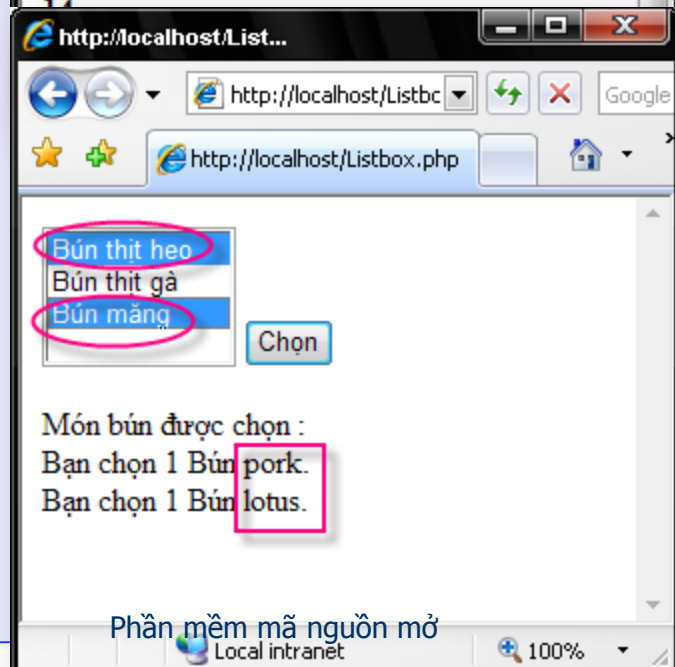 14
http://localhost/List...
http://localhost/Listbc
Google
http://localhost/Listbox.php
Bún thịt heo
Bún thịt gà
Bún măng
Chọn
Món bún được chọn :
Bạn chọn 1 Bún pork.
Bạn chọn 1 Bún lotus.
Phần mềm mã nguồn mở
Local intranet
100%